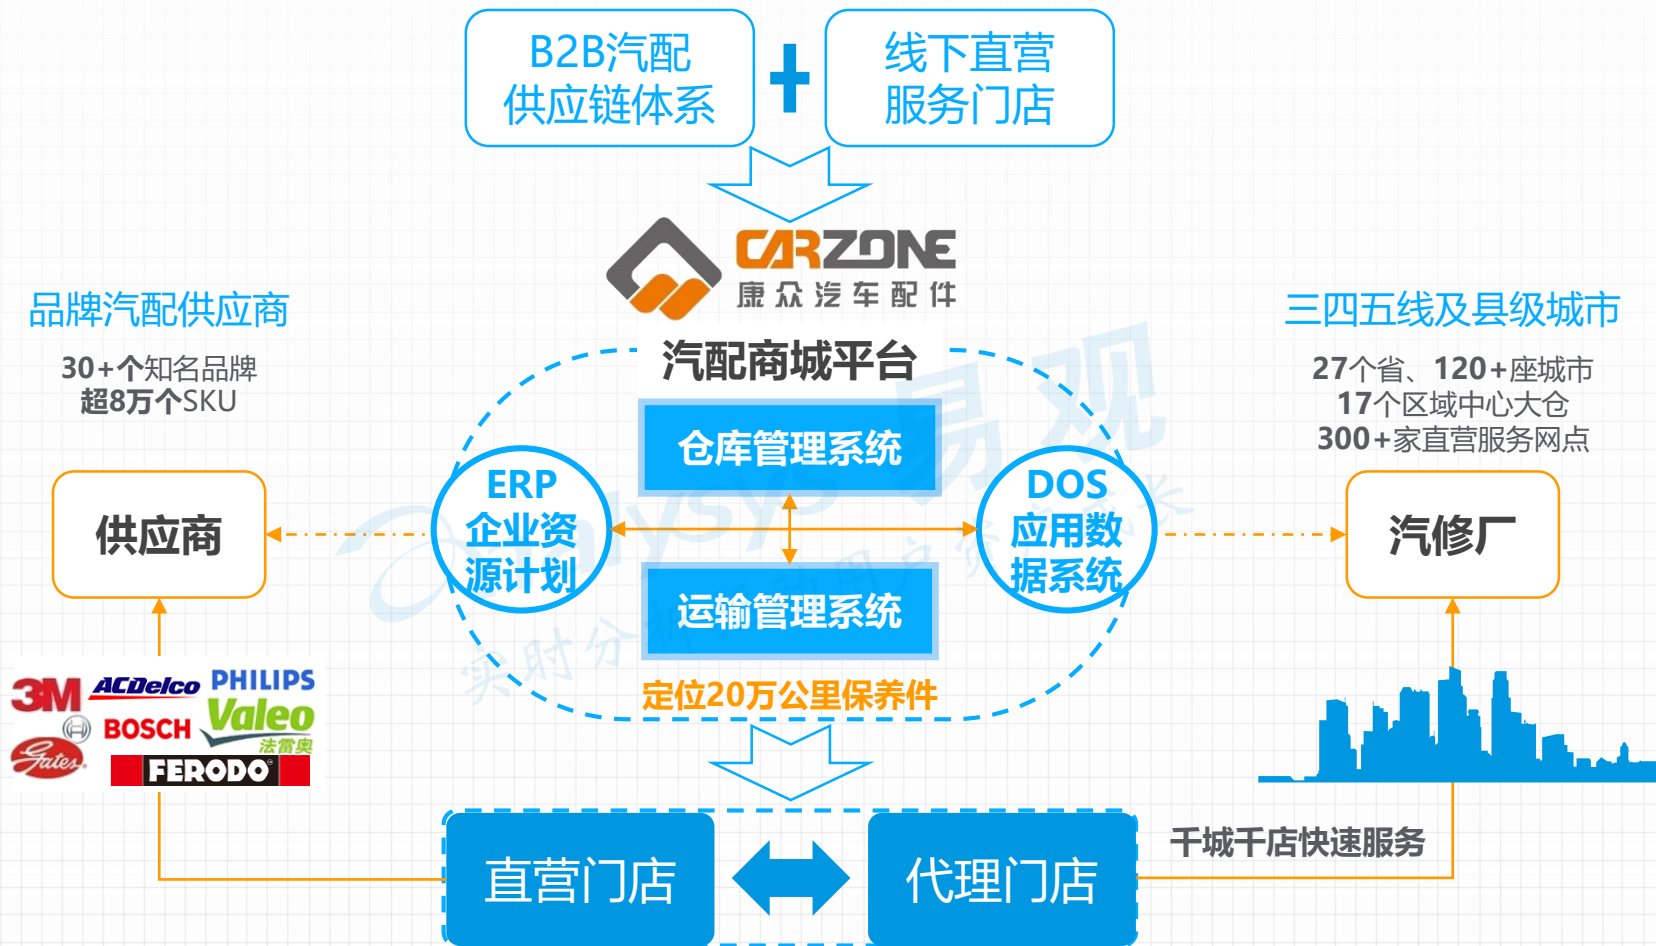 B2B汽配
供应链体系
线下直营
服务门店
CARZONE
康众汽车配件
品牌汽配供应商
30+个知名品牌
超8万个SKU
三四五线及县级城市
27个省、120+座城市
17个区域中心大仓
300+家直营服务网点
汽配商城平台
仓库管理系统
ERP
企业资
源计划
DOS
应用数
据系统
供应商
汽修厂
运输管理系统
定位20万公里保养件
3M
ACDelco
PHILIPS
BOSCH
Valeo
法雷奥
Gates
FERODO
直营门店
代理门店
千城千店快速服务
analysys 易观